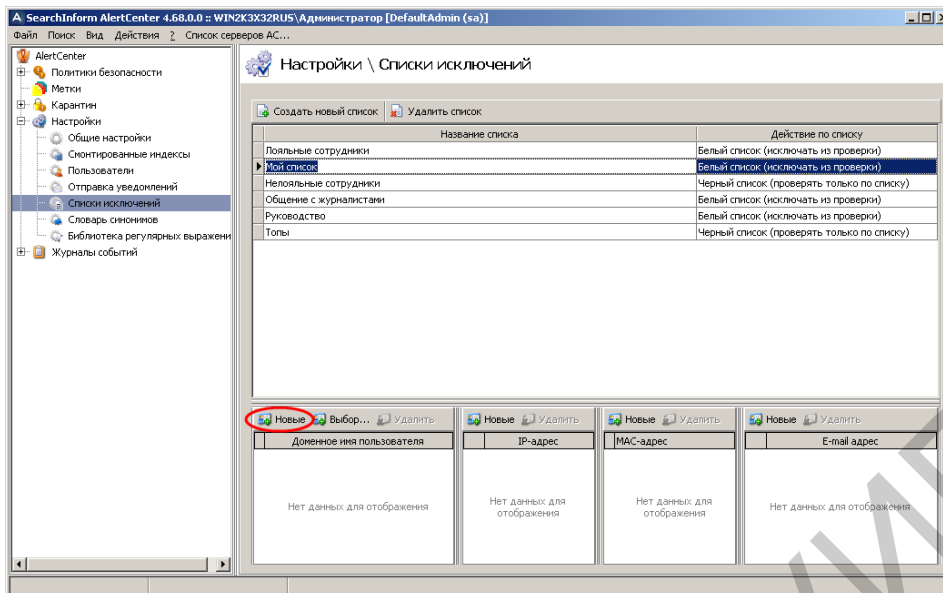 SearchInform AlertCenter 4.68.0.0 :: WIN2K3X32RUS\Администратор [DefaultAdmin (sa)]
Файл Поиск Вид Действия ? Список серверов АС...
AlertCenter
Политики безопасности
Метки
Карантин
Настройки
Общие настройки
Смонтированные индексы
Пользователи
Отправка уведомлений
Списки исключений
Словарь синонимов
Библиотека регулярных выражени
Журналы событий
Настройки \ Списки исключений
Создать новый список Удалить список
Название списка Действие по списку
Лояльные сотрудники Белый список (исключать из проверки)
Мой список Белый список (исключать из проверки)
Нелояльные сотрудники Черный список (проверять только по списку)
Общение с журналистами Белый список (исключать из проверки)
Руководство Белый список (исключать из проверки)
Топы Черный список (проверять только по списку)
Новые Выбор... Удалить Новые Удалить Новые Удалить Новые Удалить
Доменное имя пользователя IP-адрес MAC-адрес E-mail адрес
Нет данных для отображения
Нет данных для
отображения
Нет данных для
отображения
Нет данных для отображения